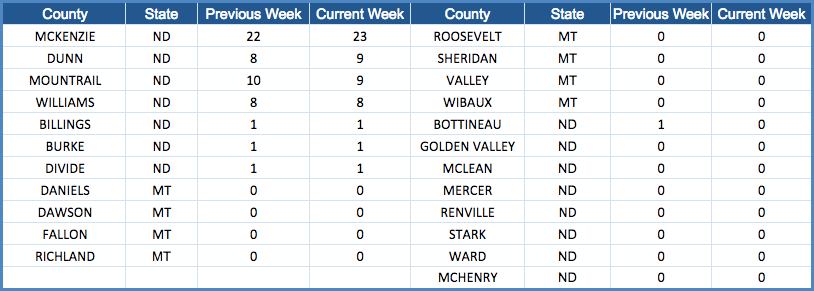 County State Previous Week Current Week County State Previous Week Current Week
MCKENZIE ND 22 23 ROOSEVELT MT 0 0
DUNN ND 8 9 SHERIDAN MT 0 0
MOUNTRAIL ND 10 9 VALLEY MT 0 0
WILLIAMS ND 8 8 WIBAUX MT 0 0
BILLINGS ND 1 1 BOTTINEAU ND 1 0
BURKE ND 1 1 GOLDEN VALLEY ND 0 0
DIVIDE ND 1 1 MCLEAN ND 0 0
DANIELS MT 0 0 MERCER ND 0 0
DAWSON MT 0 0 RENVILLE ND 0 0
FALLON MT 0 0 STARK ND 0 0
RICHLAND MT 0 0 WARD ND 0 0
MCHENRY ND 0 0